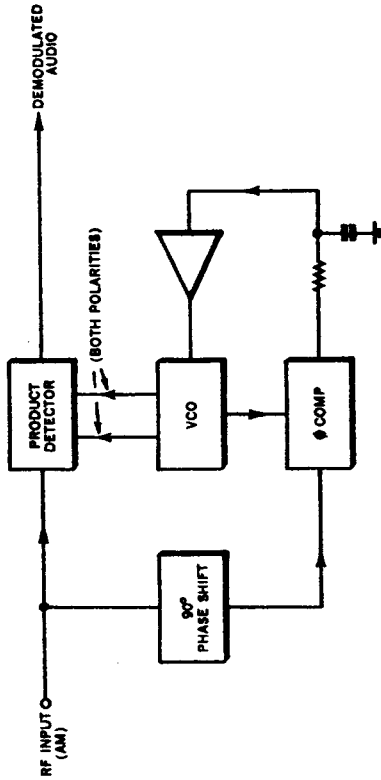 RF INPUT
(AM)
90°
PHASE SHIFT
PRODUCT
DETECTOR
(BOTH POLARITIES)
VCO
ϕ COMP
DEMODULATED
AUDIO